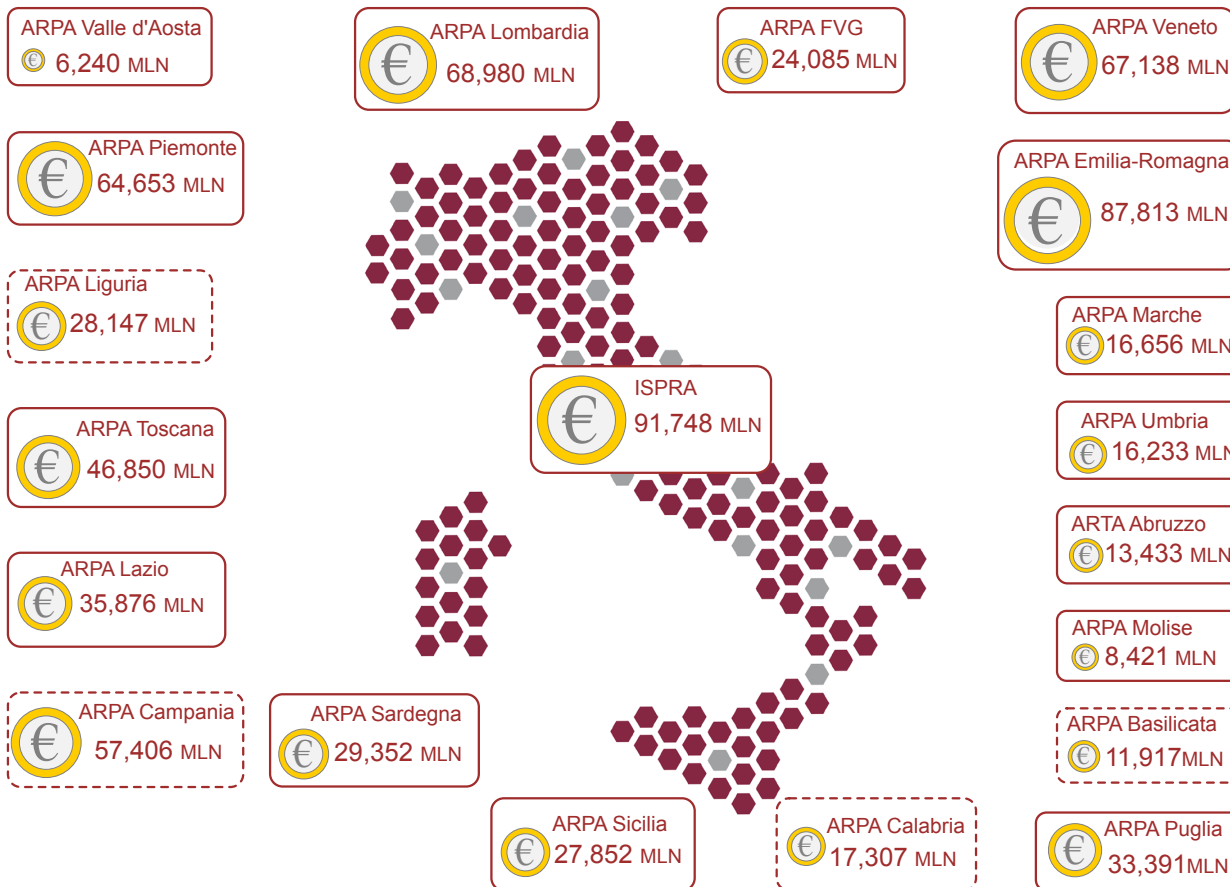 ARPA Valle d'Aosta
€ 6,240 MLN
ARPA Lombardia
€ 68,980 MLN
ARPA FVG
€ 24,085 MLN
ARPA Veneto
€ 67,138 MLN
ARPA Piemonte
€ 64,653 MLN
ARPA Emilia-Romagna
€ 87,813 MLN
ARPA Liguria
€ 28,147 MLN
ARPA Marche
€ 16,656 MLN
ISPRA
€ 91,748 MLN
ARPA Toscana
€ 46,850 MLN
ARPA Umbria
€ 16,233 MLN
ARTA Abruzzo
€ 13,433 MLN
ARPA Lazio
€ 35,876 MLN
ARPA Molise
€ 8,421 MLN
ARPA Campania
€ 57,406 MLN
ARPA Sardegna
€ 29,352 MLN
ARPA Basilicata
€ 11,917MLN
ARPA Sicilia
€ 27,852 MLN
ARPA Calabria
€ 17,307 MLN
ARPA Puglia
€ 33,391MLN